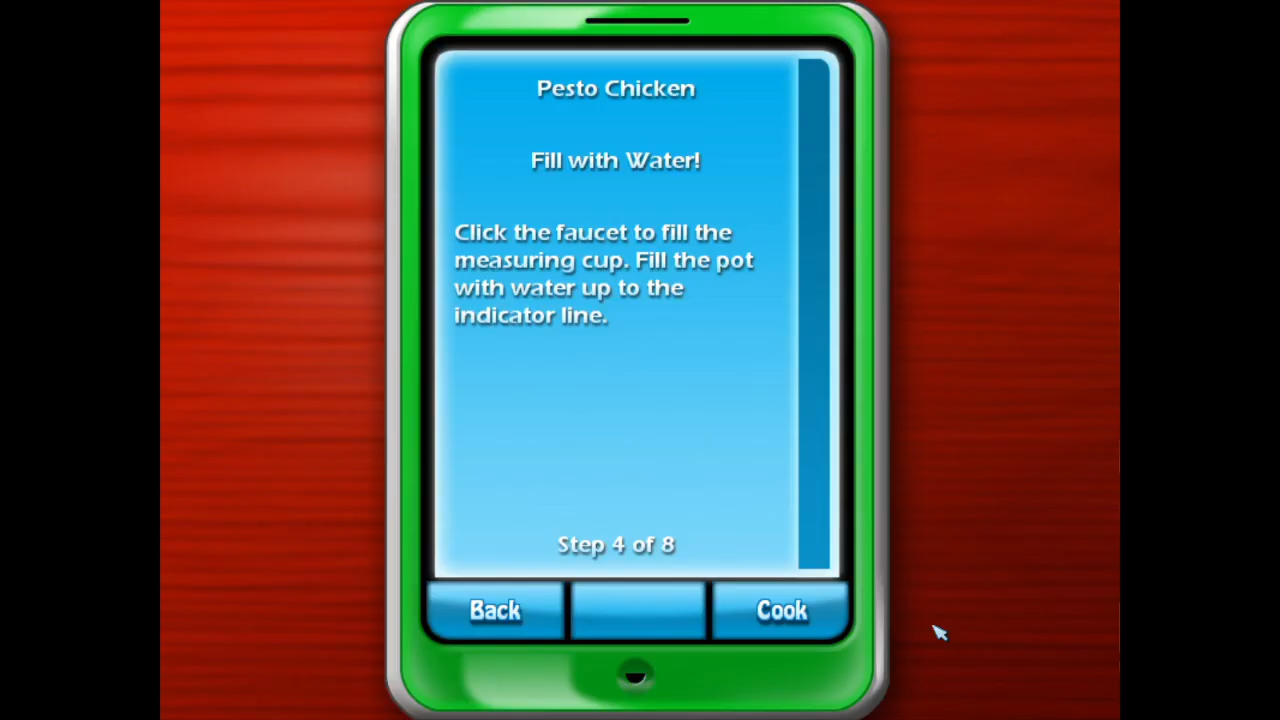 Pesto Chicken
Fill with Water!
Click the faucet to fill the
measuring cup. Fill the pot
with water up to the
indicator line.
Step 4 of 8
Back
Cook